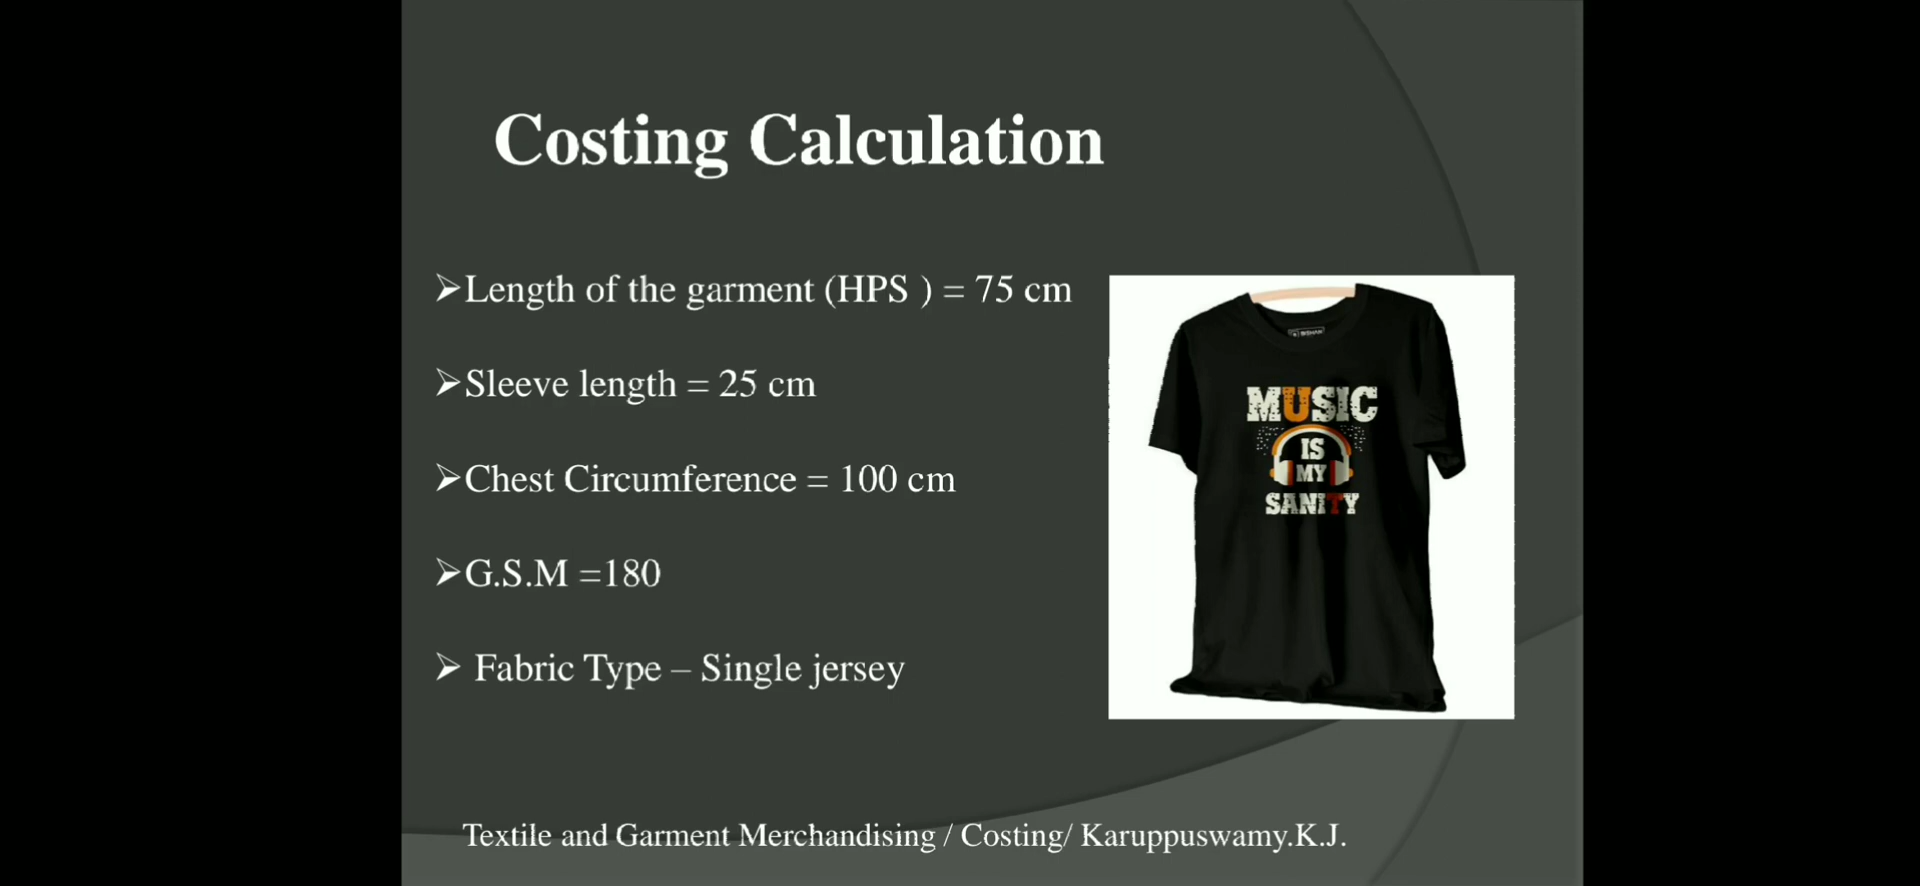 Costing Calculation
➢Length of the garment (HPS ) = 75 cm
➢Sleeve length = 25 cm
➢Chest Circumference = 100 cm
➢G.S.M =180
➢ Fabric Type – Single jersey
BISHAN
MUSIC
IS
MY
SANITY
Textile and Garment Merchandising / Costing/ Karuppuswamy.K.J.